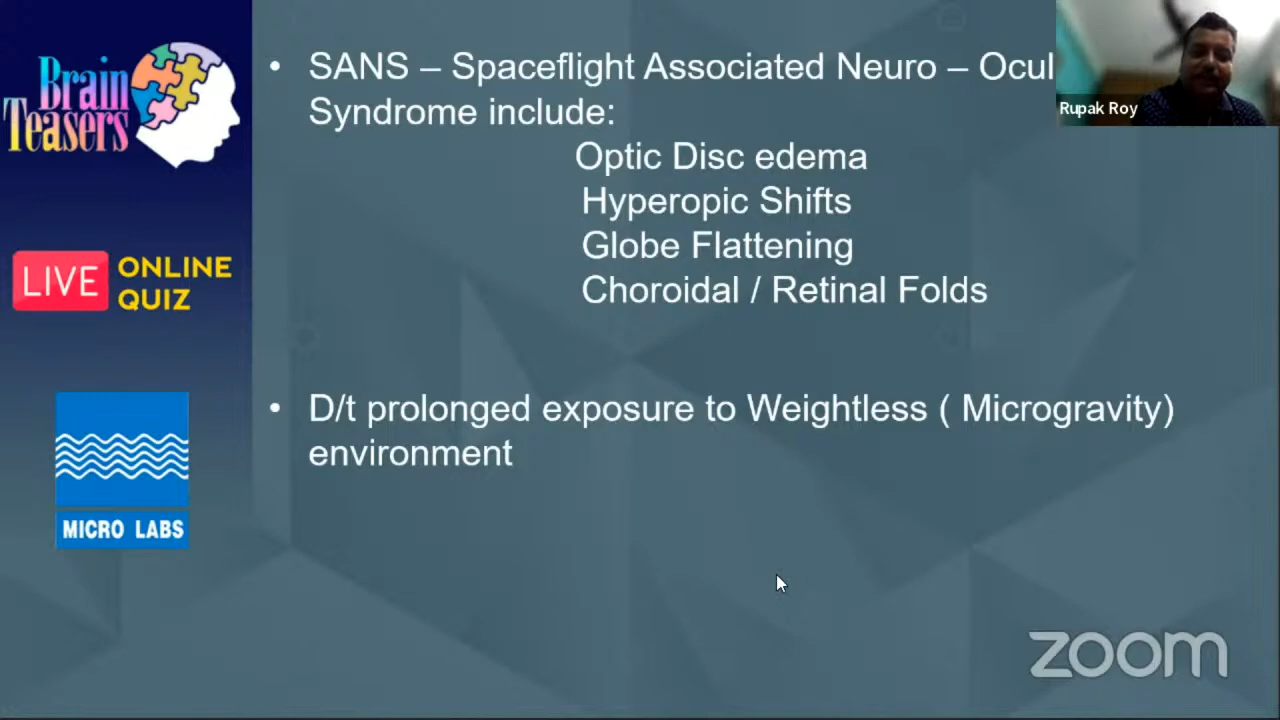 Brain
Teasers
LIVE ONLINE
QUIZ
MICRO LABS
• SANS – Spaceflight Associated Neuro – Ocul
Syndrome include:
Optic Disc edema
Hyperopic Shifts
Globe Flattening
Choroidal / Retinal Folds
• D/t prolonged exposure to Weightless ( Microgravity)
environment
Rupak Roy
zoom